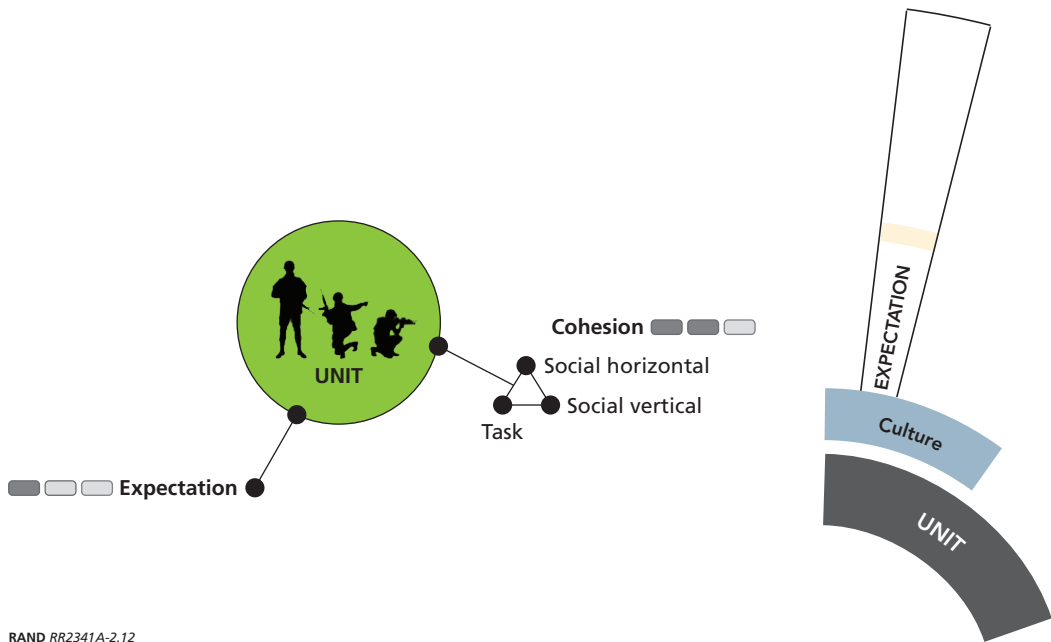 UNIT
Cohesion
Social horizontal
Social vertical
Task
Expectation
EXPECTATION
Culture
UNIT
RAND RR2341A-2.12